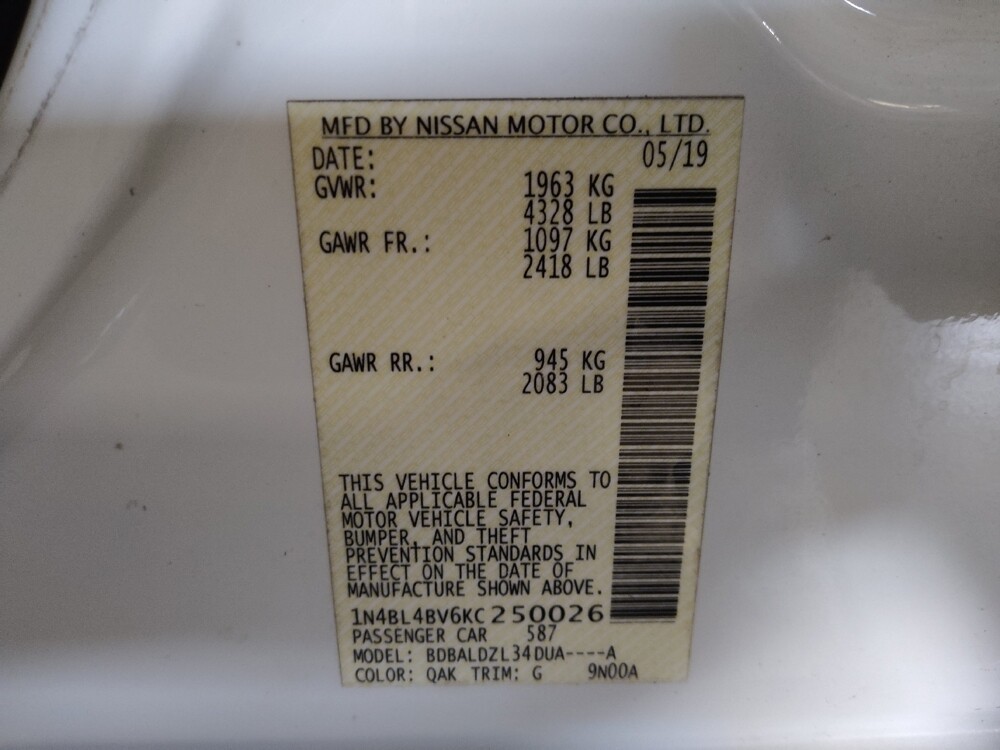 MFD BY NISSAN MOTOR CO., LTD.
DATE: 05/19
GVWR: 1963 KG
4328 LB
GAWR FR.: 1097 KG
2418 LB
GAWR RR.: 945 KG
2083 LB
THIS VEHICLE CONFORMS TO
ALL APPLICABLE FEDERAL
MOTOR VEHICLE SAFETY,
BUMPER, AND THEFT
PREVENTION STANDARDS IN
EFFECT ON THE DATE OF
MANUFACTURE SHOWN ABOVE.
1N4BL4BV6KC250026
PASSENGER CAR 587
MODEL: BDBALDZL34DUA----A
COLOR: QAK TRIM: G 9N00A